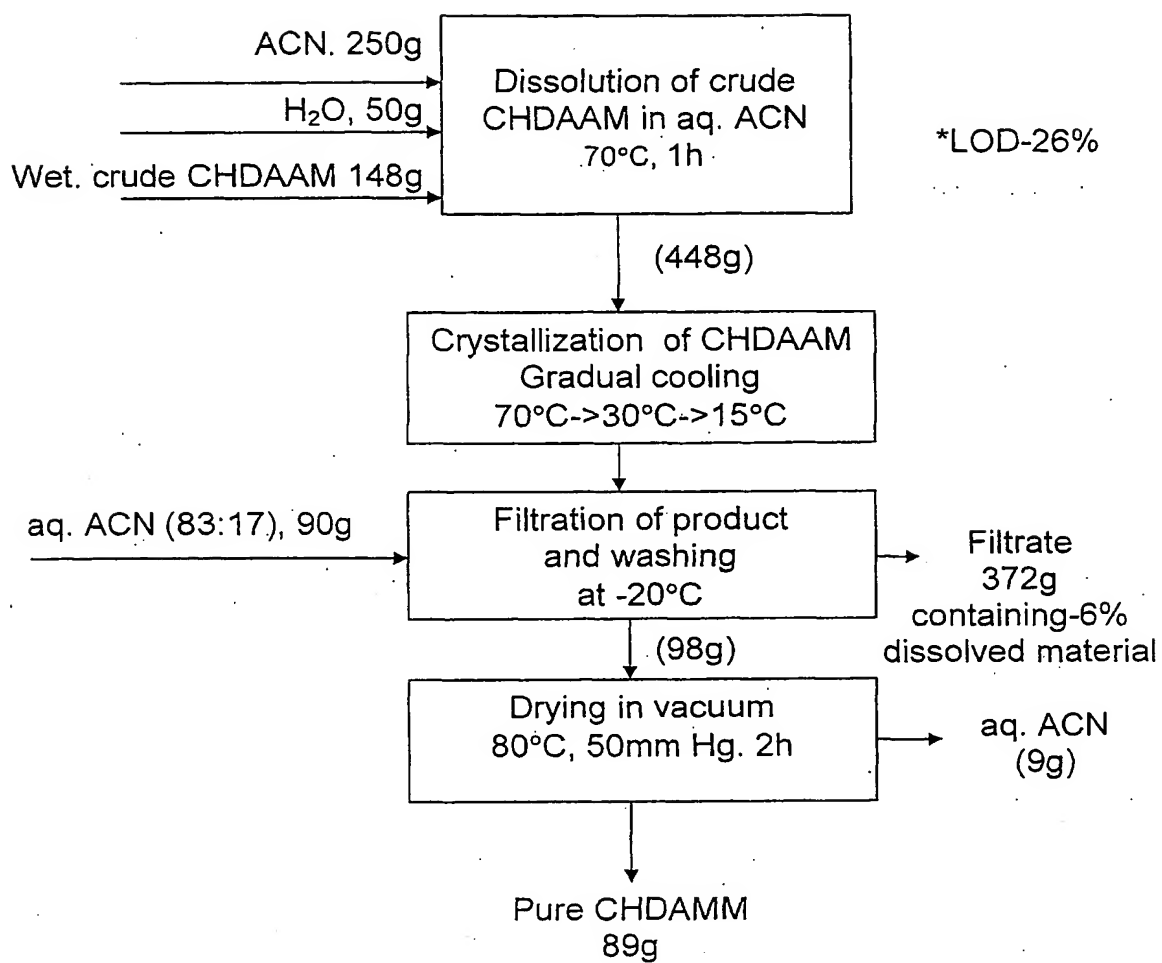 ACN. 250g
H₂O, 50g
Wet. crude CHDAAM 148g
Dissolution of crude
CHDAAM in aq. ACN
70°C, 1h
*LOD-26%
(448g)
Crystallization of CHDAAM
Gradual cooling
70°C->30°C->15°C
aq. ACN (83:17), 90g
Filtration of product
and washing
at -20°C
Filtrate
372g
containing-6%
dissolved material
(98g)
Drying in vacuum
80°C, 50mm Hg. 2h
aq. ACN
(9g)
Pure CHDAMM
89g